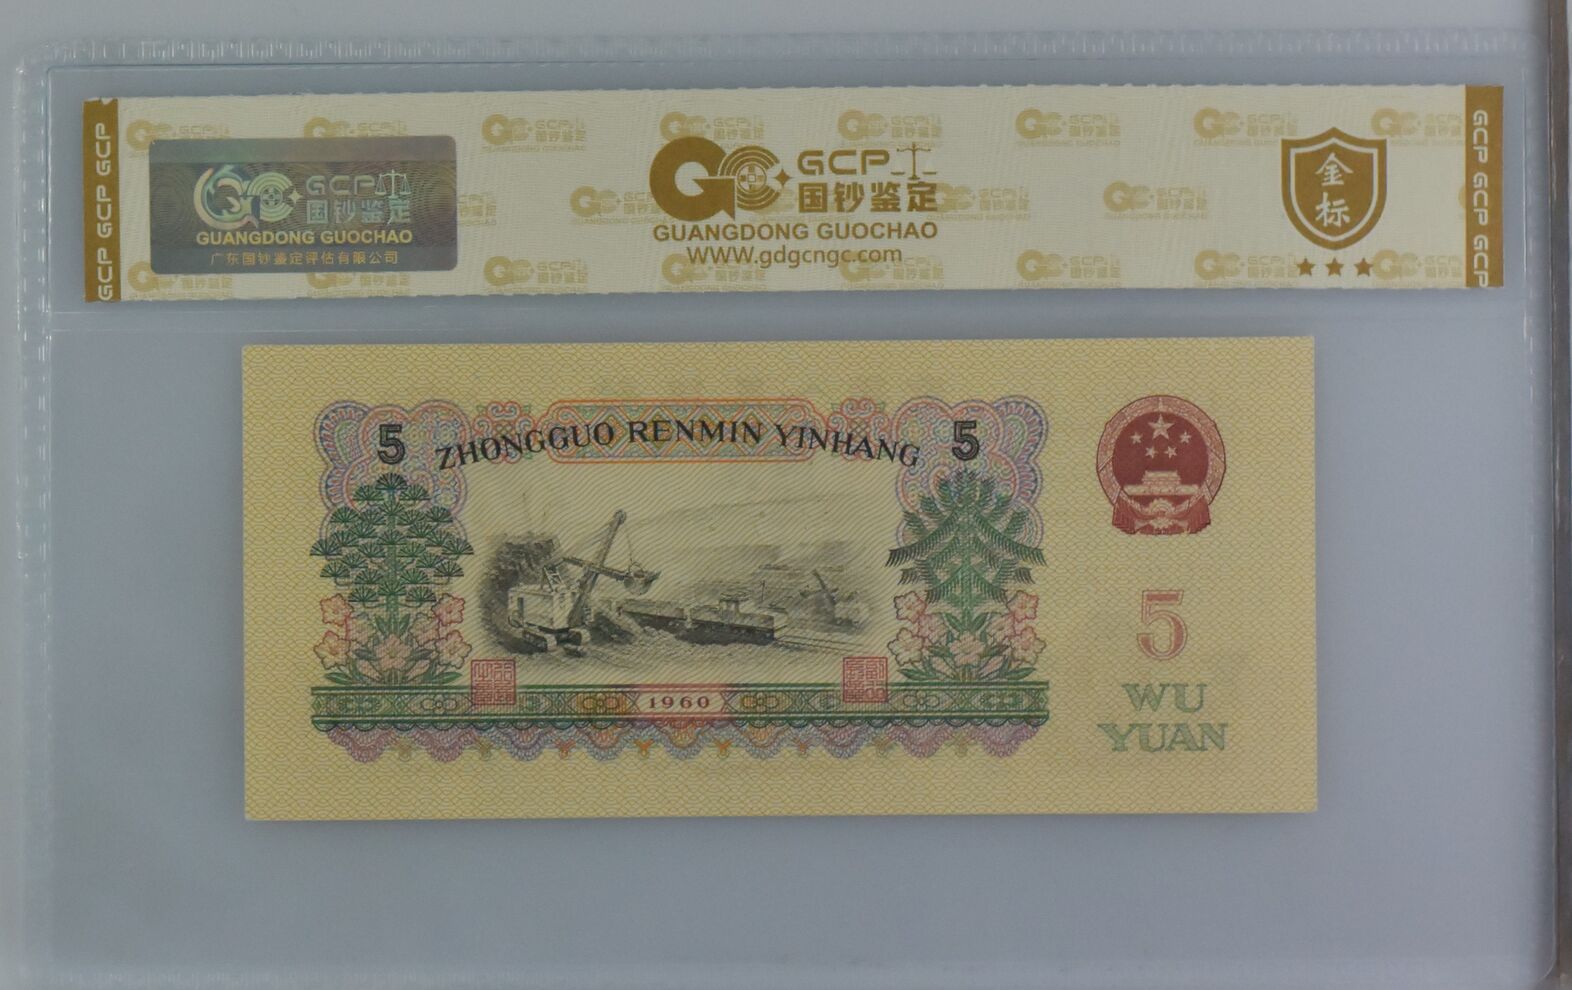 GCP GCP GCP
GCP
国钞鉴定
GUANGDONG GUOCHAO
广东国钞鉴定评估有限公司
GCP
国钞鉴定
GUANGDONG GUOCHAO
WWW.gdgcngc.com
金
标
GCP GCP GCP
5 ZHONGGUO RENMIN YINHANG 5
1960
5
WU
YUAN